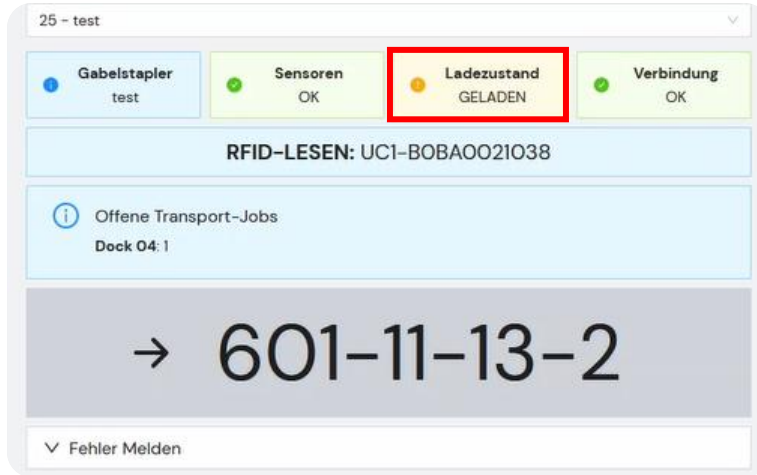 25 - test
Gabelstapler
test
Sensoren
OK
Ladezustand
GELADEN
Verbindung
OK
RFID-LESEN: UC1-B0BA0021038
Offene Transport-Jobs
Dock 04: 1
→ 601-11-13-2
Fehler Melden